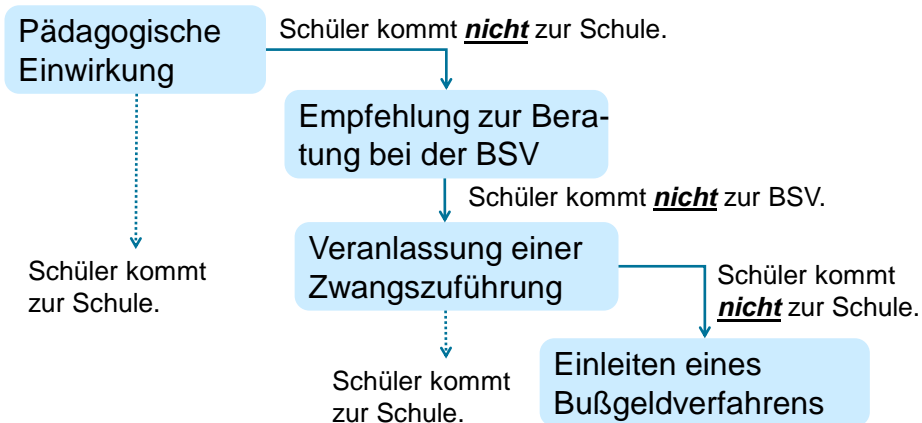 Pädagogische
Einwirkung
Schüler kommt nicht zur Schule.
Empfehlung zur Bera-
tung bei der BSV
Schüler kommt nicht zur BSV.
Schüler kommt
zur Schule.
Veranlassung einer
Zwangszuführung
Schüler kommt
nicht zur Schule.
Schüler kommt
zur Schule.
Einleiten eines
Bußgeldverfahrens